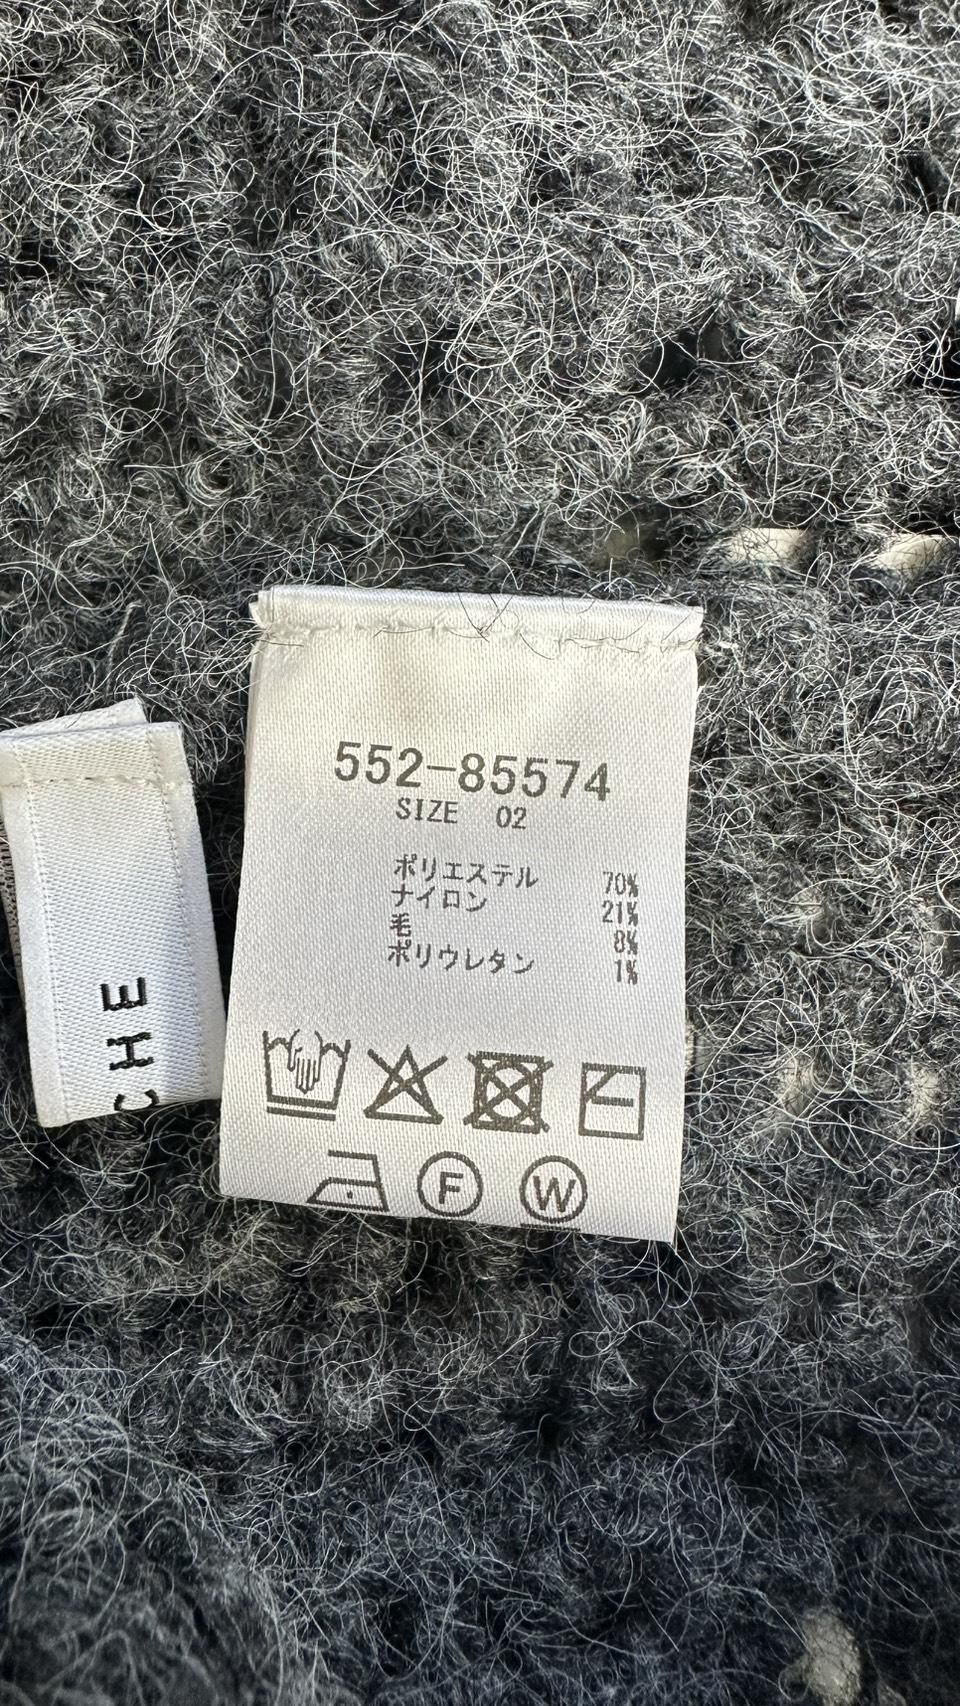 552-85574
SIZE 02
ポリエステル 70%
ナイロン 21%
毛 8%
ポリウレタン 1%
F W
CHE